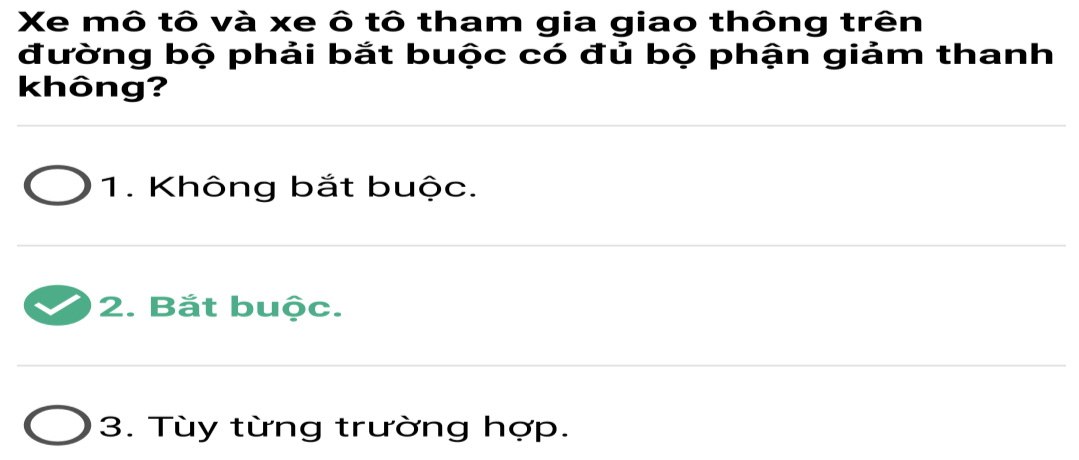 Xe mô tô và xe ô tô tham gia giao thông trên
đường bộ phải bắt buộc có đủ bộ phận giảm thanh
không?
1. Không bắt buộc.
2. Bắt buộc.
3. Tùy từng trường hợp.